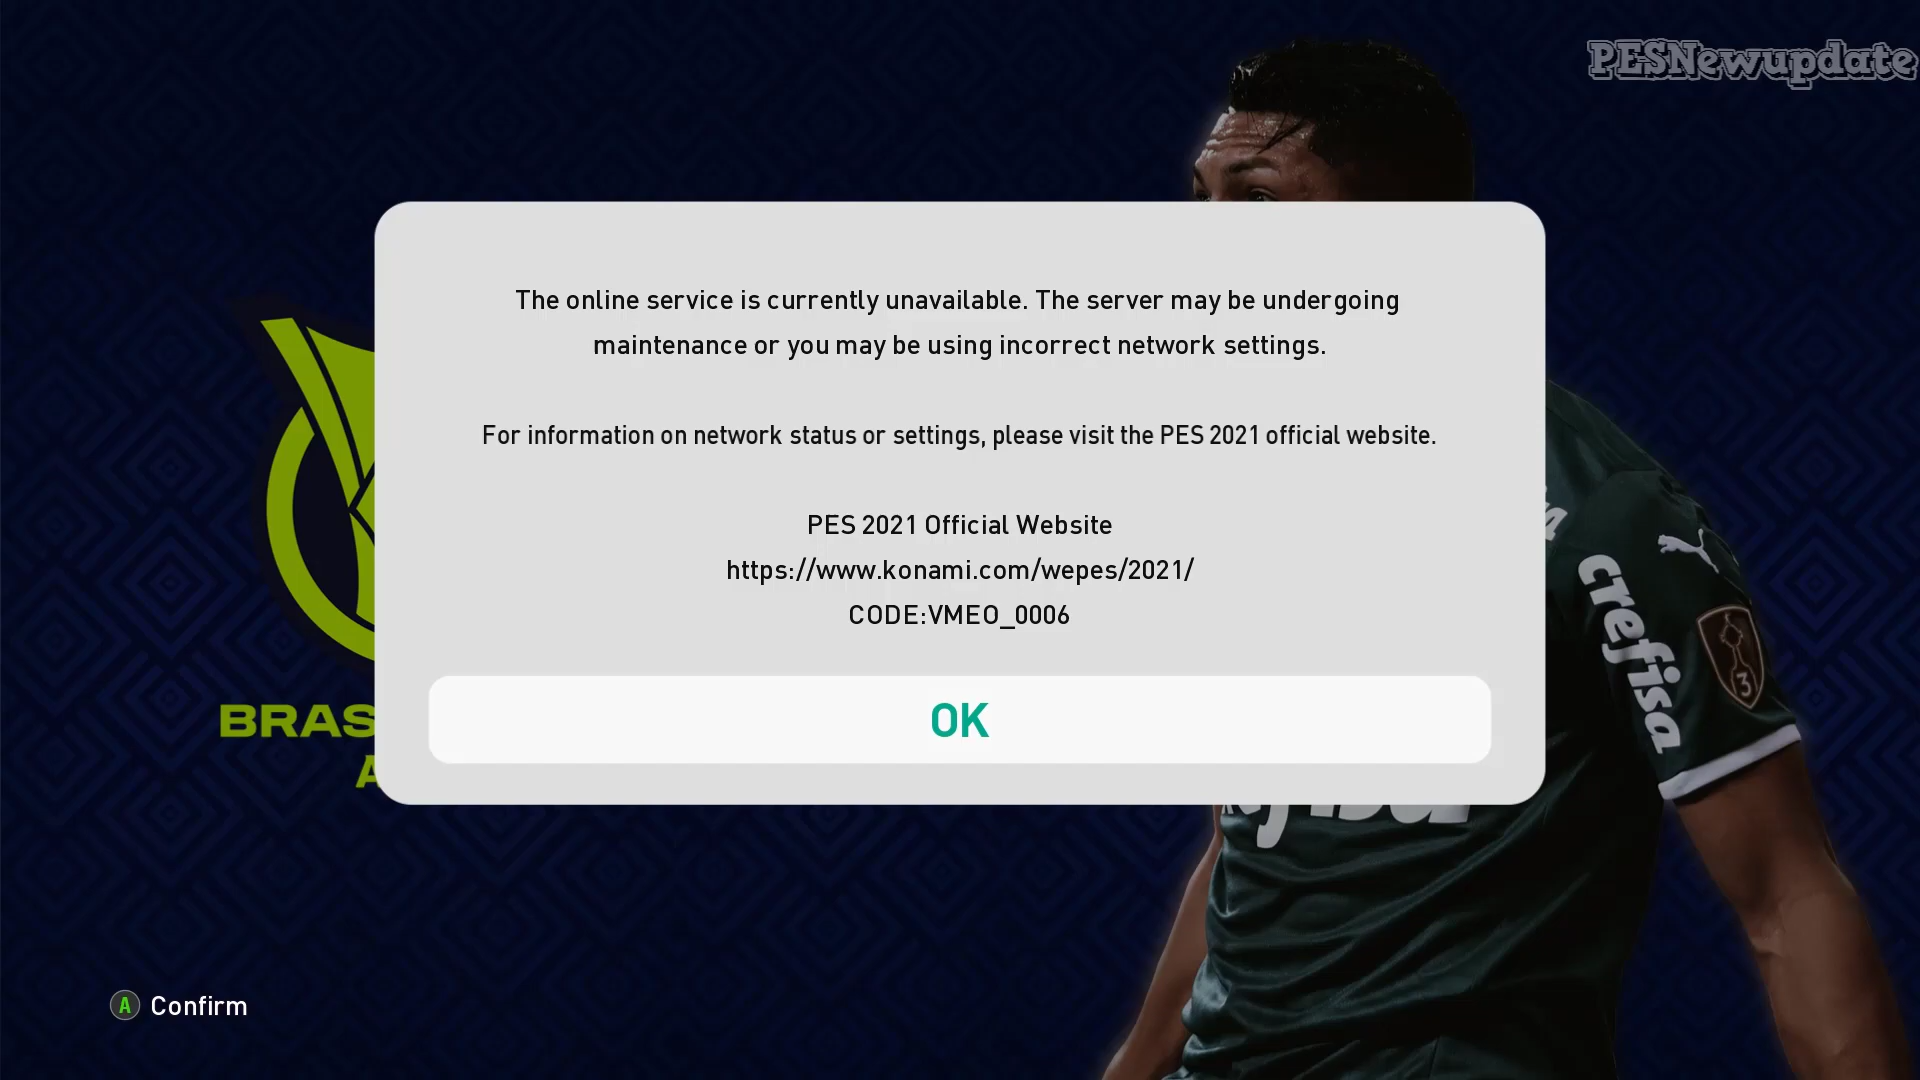 PESNewupdate
The online service is currently unavailable. The server may be undergoing
maintenance or you may be using incorrect network settings.
For information on network status or settings, please visit the PES 2021 official website.
PES 2021 Official Website
https://www.konami.com/wepes/2021/
CODE:VMEO_0006
OK
BRAS
A
crefisa
3
A Confirm